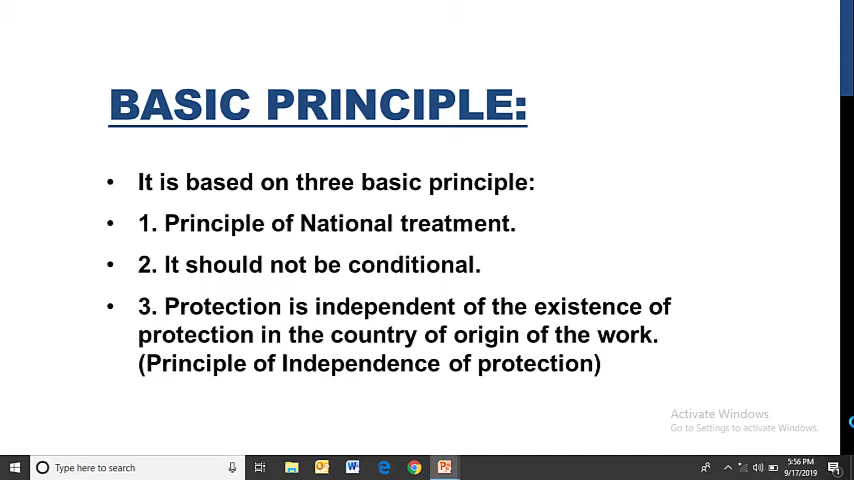 BASIC PRINCIPLE:
• It is based on three basic principle:
• 1. Principle of National treatment.
• 2. It should not be conditional.
• 3. Protection is independent of the existence of
protection in the country of origin of the work.
(Principle of Independence of protection)
Activate Windows
Go to Settings to activate Windows.
Type here to search
5:56 PM
9/17/2019